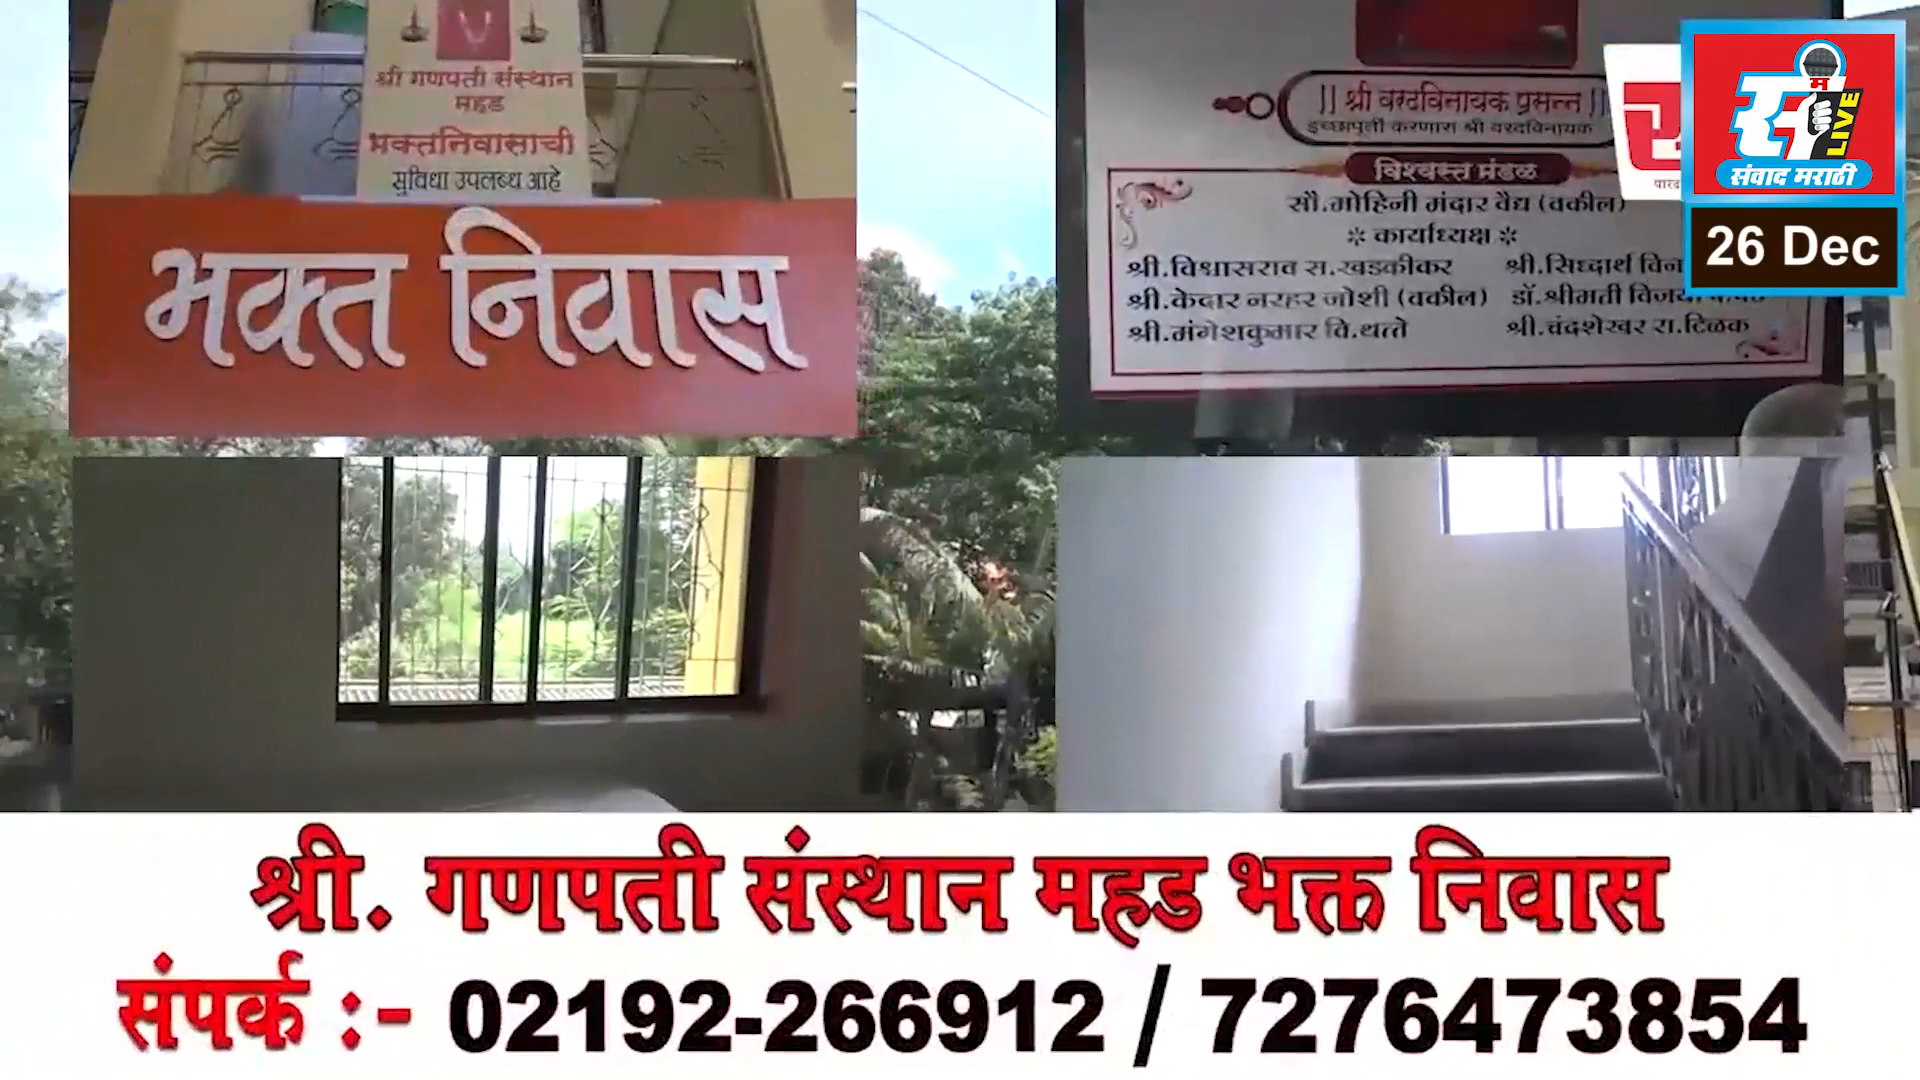 श्री गणपती संस्थान
महड
भक्तनिवासाची
सुविधा उपलब्ध आहे
भक्त निवास
|| श्री वरदविनायक प्रसन्न ||
इच्छापूर्ती करणारा श्री वरदविनायक
विश्वस्त मंडळ
सौ.मोहिनी मंदार वैद्य (वकील)
❊ कार्याध्यक्ष ❊
श्री.विश्वासराव स.खडकीकर
श्री.सिध्दार्थ
श्री.केदार नरहर जोशी (वकील)
डॉ.श्रीमती
श्री.मंगेशकुमार वि.थत्ते
श्री.चंदशेखर रा.टिळक
स म
LIVE
संवाद मराठी
26 Dec
श्री. गणपती संस्थान महड भक्त निवास
संपर्क :- 02192-266912 / 7276473854